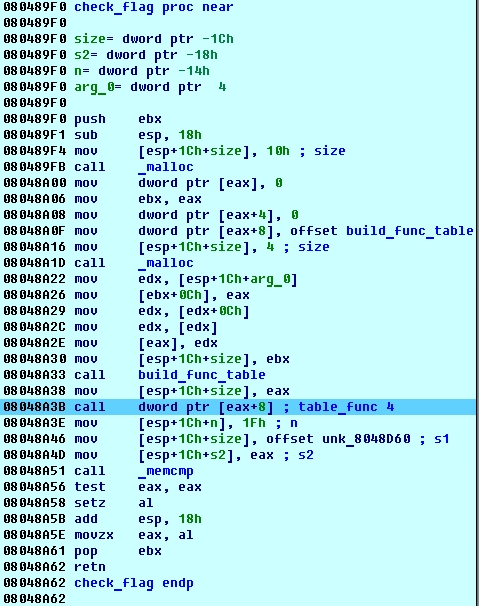 080489F0 check_flag proc near
080489F0
080489F0 size= dword ptr -1Ch
080489F0 s2= dword ptr -18h
080489F0 n= dword ptr -14h
080489F0 arg_0= dword ptr  4
080489F0
080489F0 push    ebx
080489F1 sub     esp, 18h
080489F4 mov     [esp+1Ch+size], 10h ; size
080489FB call    _malloc
08048A00 mov     dword ptr [eax], 0
08048A06 mov     ebx, eax
08048A08 mov     dword ptr [eax+4], 0
08048A0F mov     dword ptr [eax+8], offset build_func_table
08048A16 mov     [esp+1Ch+size], 4 ; size
08048A1D call    _malloc
08048A22 mov     edx, [esp+1Ch+arg_0]
08048A26 mov     [ebx+0Ch], eax
08048A29 mov     edx, [edx+0Ch]
08048A2C mov     edx, [edx]
08048A2E mov     [eax], edx
08048A30 mov     [esp+1Ch+size], ebx
08048A33 call    build_func_table
08048A38 mov     [esp+1Ch+size], eax
08048A3B call    dword ptr [eax+8] ; table_func 4
08048A3E mov     [esp+1Ch+n], 1Fh ; n
08048A46 mov     [esp+1Ch+size], offset unk_8048D60 ; s1
08048A4D mov     [esp+1Ch+s2], eax ; s2
08048A51 call    _memcmp
08048A56 test    eax, eax
08048A58 setz    al
08048A5B add     esp, 18h
08048A5E movzx   eax, al
08048A61 pop     ebx
08048A62 retn
08048A62 check_flag endp
08048A62